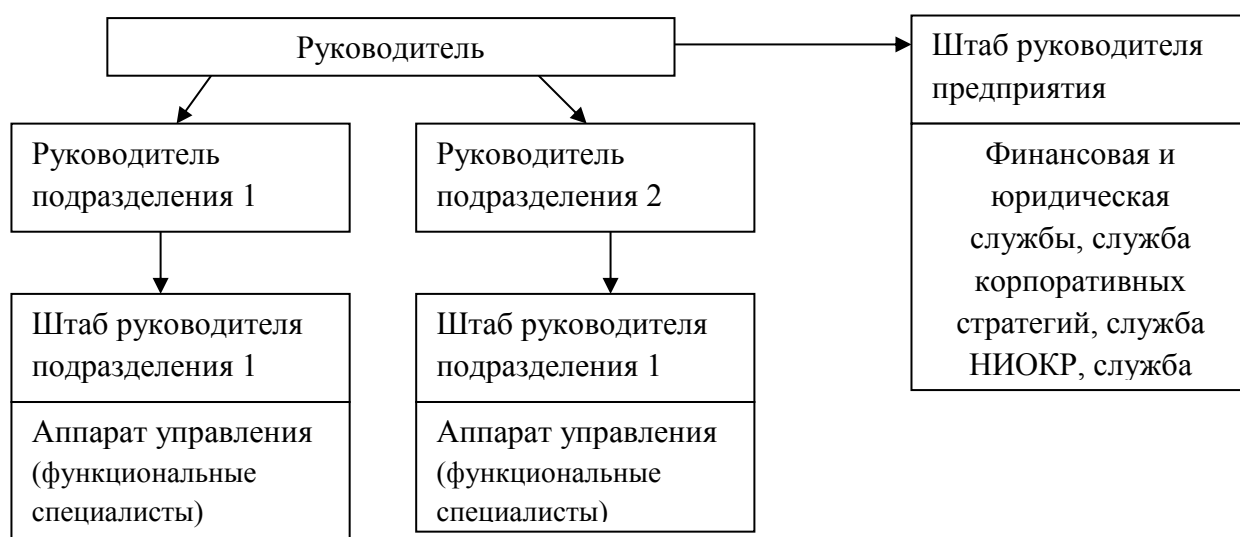 Руководитель
Штаб руководителя
предприятия
Финансовая и
юридическая
службы, служба
корпоративных
стратегий, служба
НИОКР, служба
Руководитель
подразделения 1
Руководитель
подразделения 2
Штаб руководителя
подразделения 1
Штаб руководителя
подразделения 1
Аппарат управления
(функциональные
специалисты)
Аппарат управления
(функциональные
специалисты)